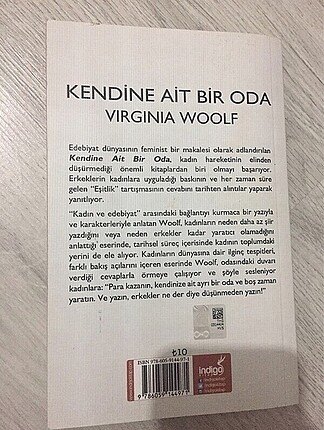 KENDİNE AİT BİR ODA
VIRGINIA WOOLF
Edebiyat dünyasının feminist bir makalesi olarak adlandırılan
Kendine Ait Bir Oda, kadın hareketinin elinden
düşürmediği önemli kitaplardan biri olmayı başarıyor.
Erkeklerin kadınlara uyguladığı baskının ve her zaman süre
gelen "Eşitlik" tartışmasının cevabını tarihten alıntılar yaparak
yanıtlıyor.
"Kadın ve edebiyat" arasındaki bağlantıyı kurmaca bir yazıyla
ve karakterleriyle anlatan Woolf, kadınların neden daha az şiir
yazdığını veya neden erkekler kadar yaratıcı olamadığını
anlattığı eserinde, tarihsel süreç içerisinde kadının toplumdaki
yerini de ele alıyor. Kadınların dünyasına dair ilginç tespitleri,
farklı bakış açılarını içeren eserinde Woolf, odasındaki duvarı
verdiği cevaplarla örmeye çalışıyor ve şöyle sesleniyor
kadınlara: "Para kazanın, kendinize ait ayrı bir oda ve boş zaman
yaratın. Ve yazın, erkekler ne der diye düşünmeden yazın!"
₺10
ISBN 978-605-9144-97-1
9 786059 144971
indigo